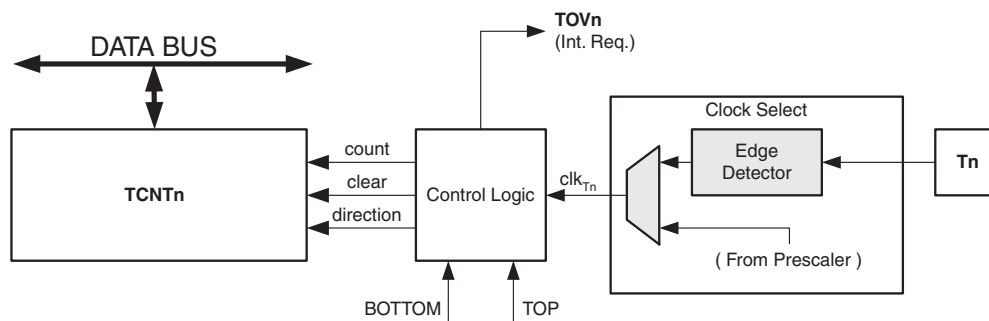 TOVn
(Int. Req.)
DATA BUS
Clock Select
count
clear
direction
TCNTn
Control Logic
clkTn
Edge
Detector
Tn
( From Prescaler )
BOTTOM
TOP